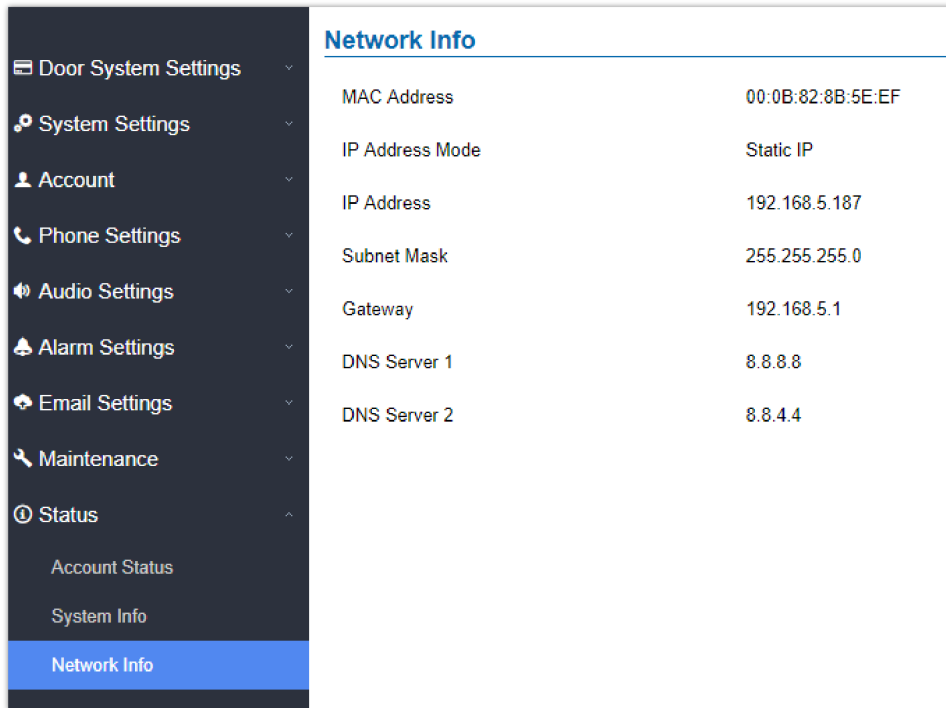 Door System Settings
System Settings
Account
Phone Settings
Audio Settings
Alarm Settings
Email Settings
Maintenance
Status
Account Status
System Info
Network Info
Network Info
MAC Address 00:0B:82:8B:5E:EF
IP Address Mode Static IP
IP Address 192.168.5.187
Subnet Mask 255.255.255.0
Gateway 192.168.5.1
DNS Server 1 8.8.8.8
DNS Server 2 8.8.4.4